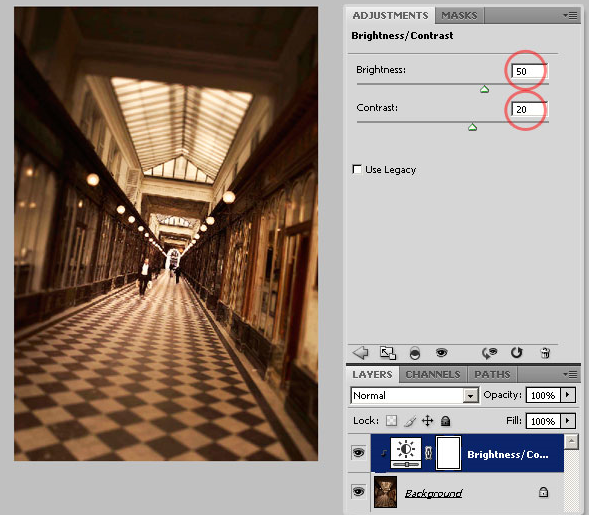 ADJUSTMENTS MASKS
Brightness/Contrast
Brightness: 50
Contrast: 20
Use Legacy
LAYERS CHANNELS PATHS
Normal Opacity: 100%
Lock: Fill: 100%
Brightness/Co...
Background